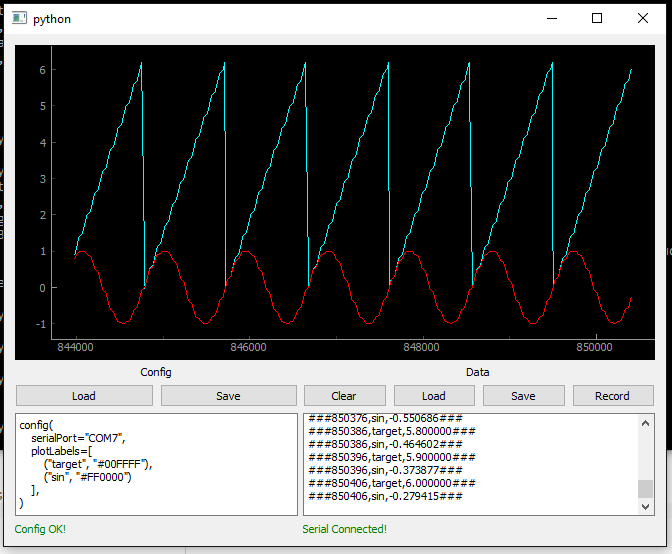 python
6
5
4
3
2
1
0
-1
844000 846000 848000 850000
Config Data
Load Save Clear Load Save Record
config(
serialPort="COM7",
plotLabels=[
("target", "#00FFFF"),
("sin", "#FF0000")
],
)
###850376,sin,-0.550686###
###850386,target,5.800000###
###850386,sin,-0.464602###
###850396,target,5.900000###
###850396,sin,-0.373877###
###850406,target,6.000000###
###850406,sin,-0.279415###
Config OK! Serial Connected!